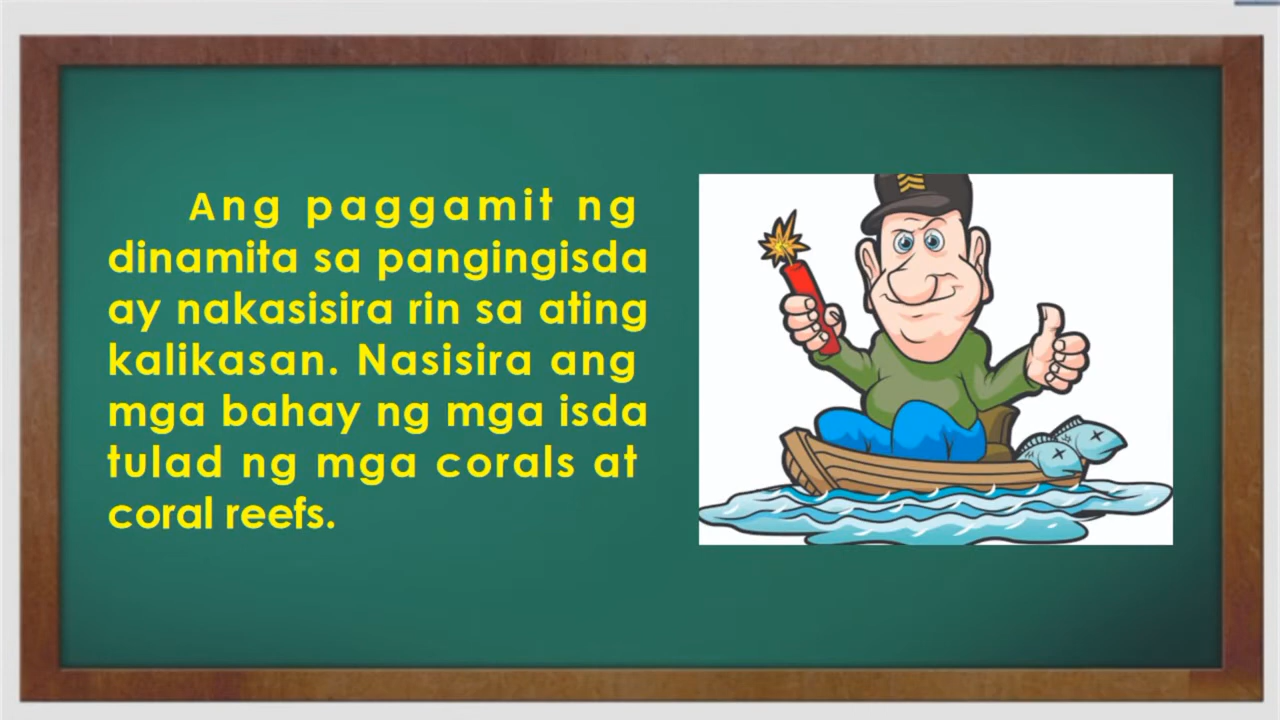 Ang paggamit ng
dinamita sa pangingisda
ay nakasisira rin sa ating
kalikasan. Nasisira ang
mga bahay ng mga isda
tulad ng mga corals at
coral reefs.